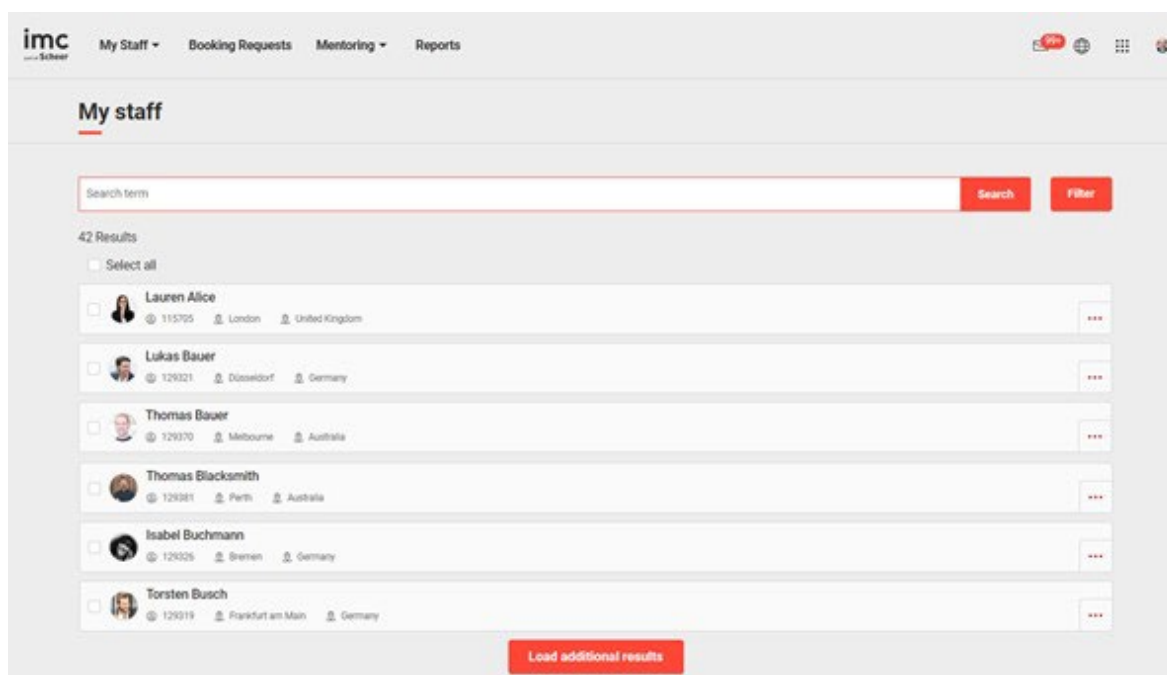 imc
Scheer
My Staff Booking Requests Mentoring Reports
99+
My staff
Search term Search Filter
42 Results
Select all
Lauren Alice
115705 London United Kingdom
Lukas Bauer
129321 Düsseldorf Germany
Thomas Bauer
129370 Melbourne Australia
Thomas Blacksmith
129381 Perth Australia
Isabel Buchmann
129326 Bremen Germany
Torsten Busch
129319 Frankfurt am Main Germany
Load additional results